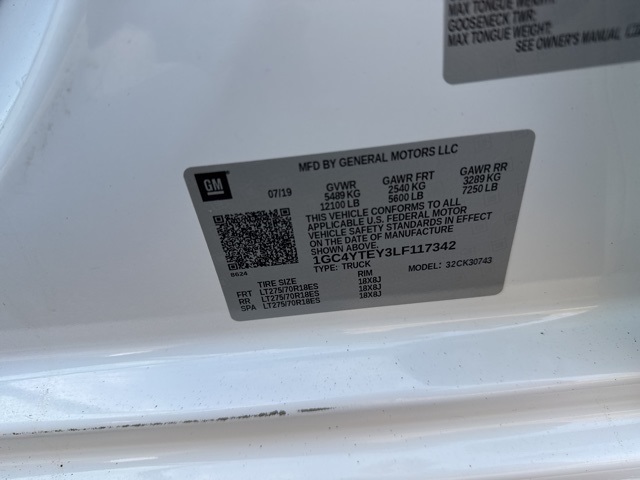 MAX TONGUE WEIGHT:
GOOSENECK TWR:
MAX TONGUE WEIGHT:
SEE OWNER'S MANUAL
GM
MFD BY GENERAL MOTORS LLC
07/19 GVWR GAWR FRT GAWR RR
5489 KG 2540 KG 3289 KG
12100 LB 5600 LB 7250 LB
THIS VEHICLE CONFORMS TO ALL
APPLICABLE U.S. FEDERAL MOTOR
VEHICLE SAFETY STANDARDS IN EFFECT
ON THE DATE OF MANUFACTURE
1GC4YTEY3LF117342
8624 TYPE: TRUCK MODEL: 32CK30743
TIRE SIZE RIM
FRT LT275/70R18ES 18X8J
RR LT275/70R18ES 18X8J
SPA LT275/70R18ES 18X8J